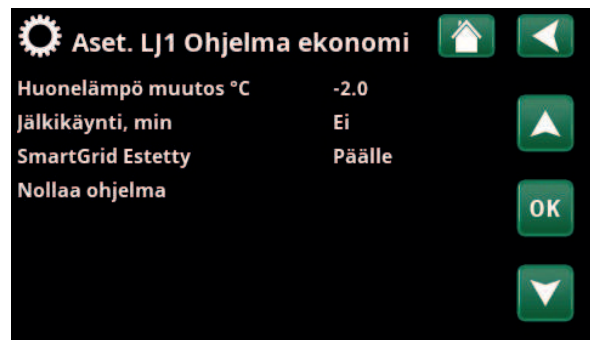 Aset. LJ1 Ohjelma ekonomi
Huonelämpö muutos °C -2.0
Jälkikäynti, min Ei
SmartGrid Estetty Päälle
Nollaa ohjelma
OK